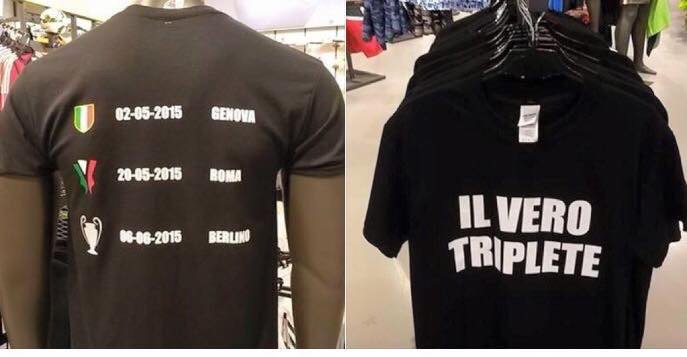 02-05-2015 GENOVA
20-05-2015 ROMA
06-06-2015 BERLINO
IL VERO
TRIPLETE